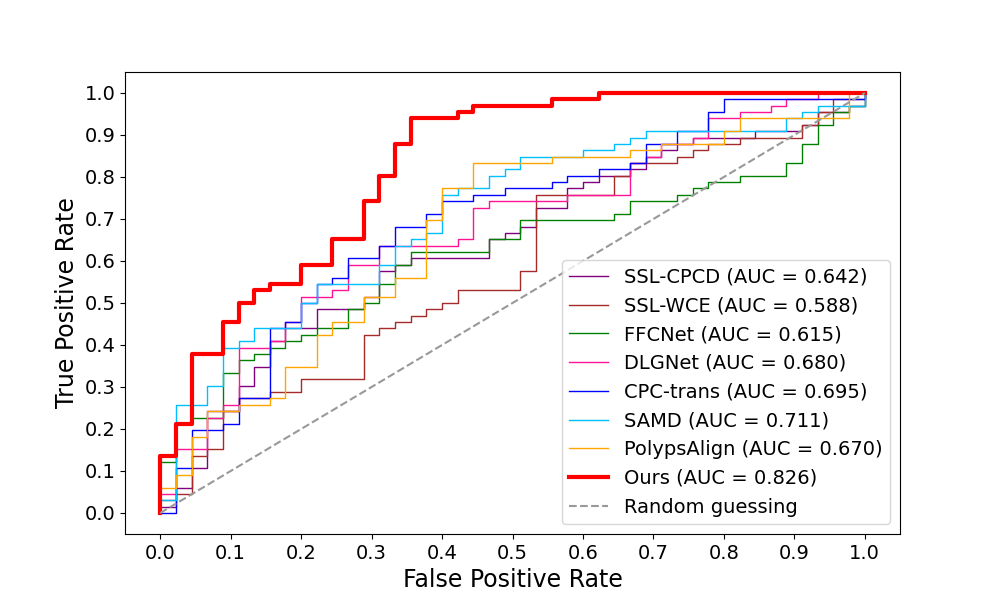 1.0
0.9
0.8
0.7
0.6
0.5
0.4
0.3
0.2
0.1
0.0
True Positive Rate
SSL-CPCD (AUC = 0.642)
SSL-WCE (AUC = 0.588)
FFCNet (AUC = 0.615)
DLGNet (AUC = 0.680)
CPC-trans (AUC = 0.695)
SAMD (AUC = 0.711)
PolypsAlign (AUC = 0.670)
Ours (AUC = 0.826)
Random guessing
0.0 0.1 0.2 0.3 0.4 0.5 0.6 0.7 0.8 0.9 1.0
False Positive Rate